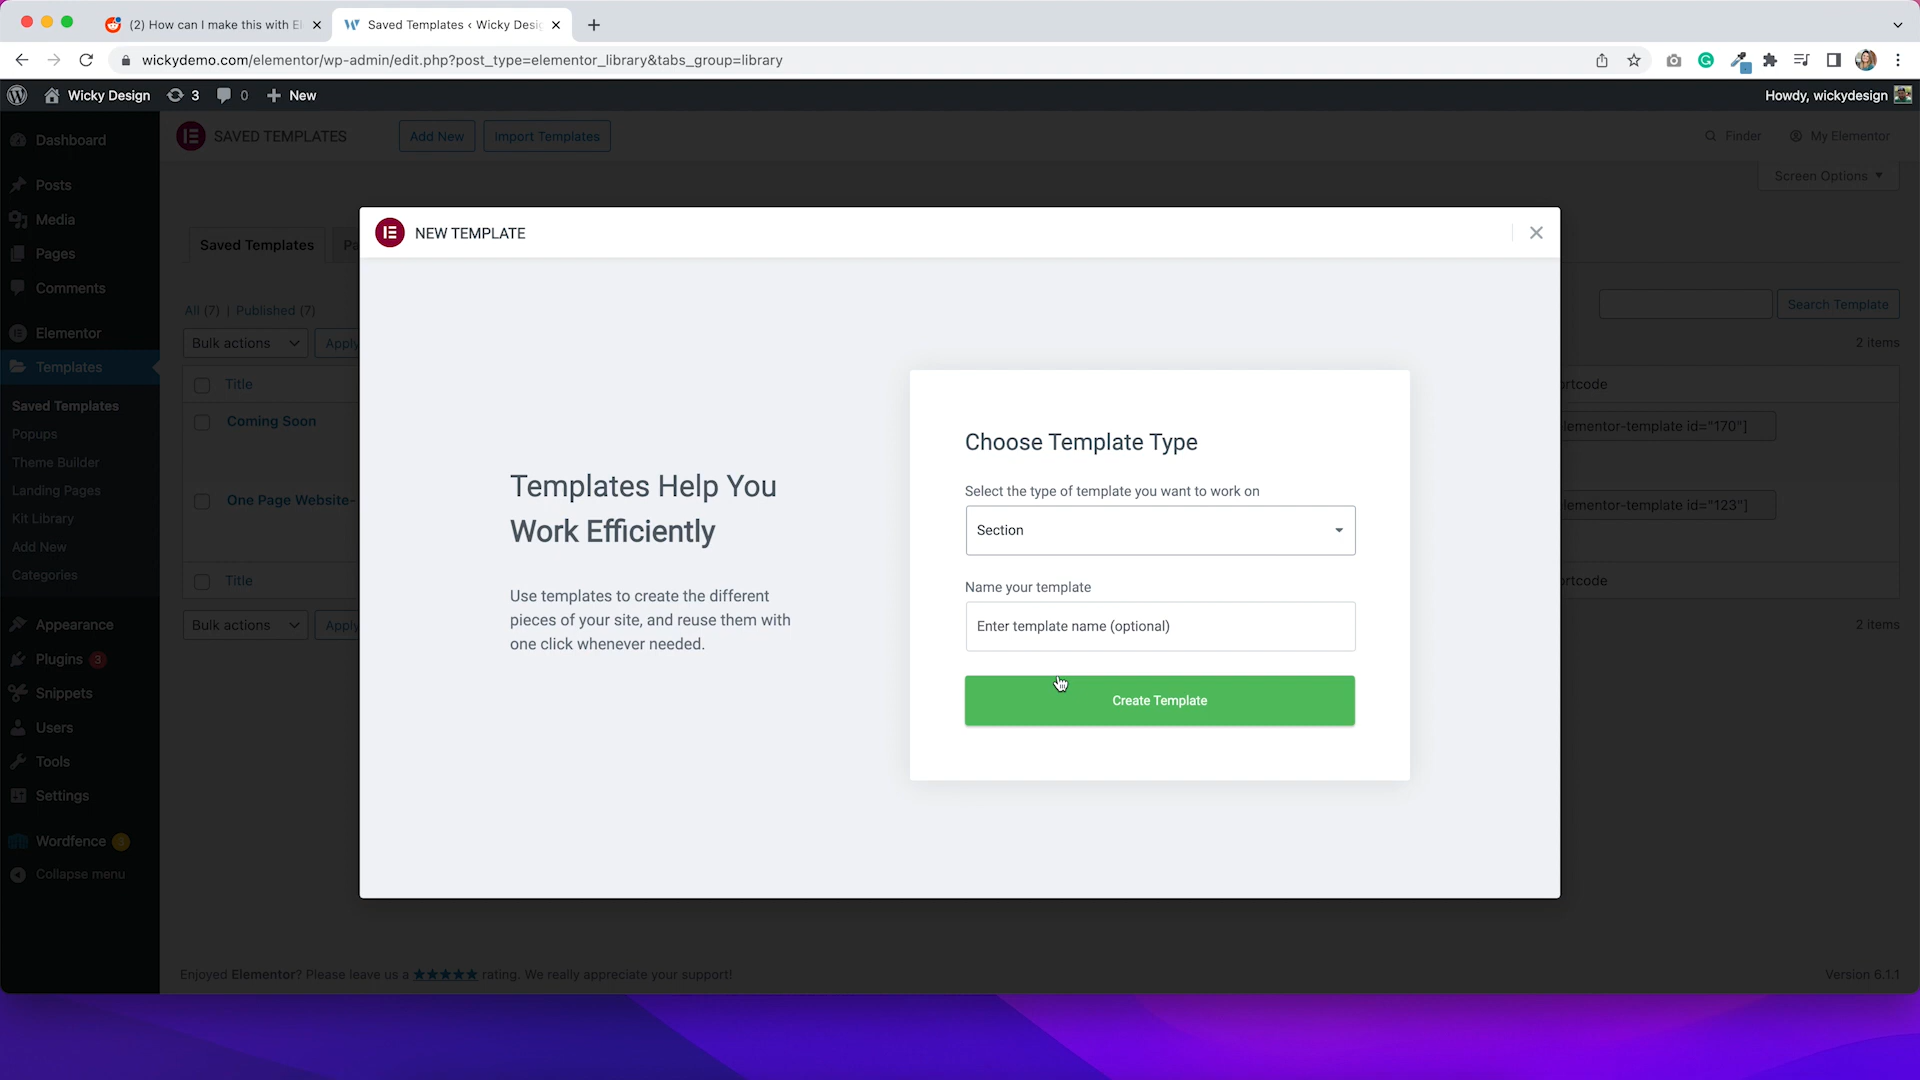 (2) How can I make this with El
Saved Templates ‹ Wicky Desig
wickydemo.com/elementor/wp-admin/edit.php?post_type=elementor_library&tabs_group=library
Wicky Design
3
0
New
Howdy, wickydesign
Dashboard
Posts
Media
Pages
Comments
Elementor
Templates
Saved Templates
Popups
Theme Builder
Landing Pages
Kit Library
Add New
Categories
Appearance
Plugins 3
Snippets
Users
Tools
Settings
Wordfence 3
Collapse menu
SAVED TEMPLATES
Add New
Import Templates
Finder
My Elementor
Screen Options
Saved Templates
Pa
All (7) | Published (7)
Search Template
Bulk actions
Apply
2 items
Title
rtcode
Coming Soon
lementor-template id="170"]
One Page Website-
lementor-template id="123"]
Title
rtcode
Bulk actions
Apply
2 items
NEW TEMPLATE
Templates Help You
Work Efficiently
Use templates to create the different
pieces of your site, and reuse them with
one click whenever needed.
Choose Template Type
Select the type of template you want to work on
Section
Name your template
Enter template name (optional)
Create Template
Enjoyed Elementor? Please leave us a ★★★★★ rating. We really appreciate your support!
Version 6.1.1